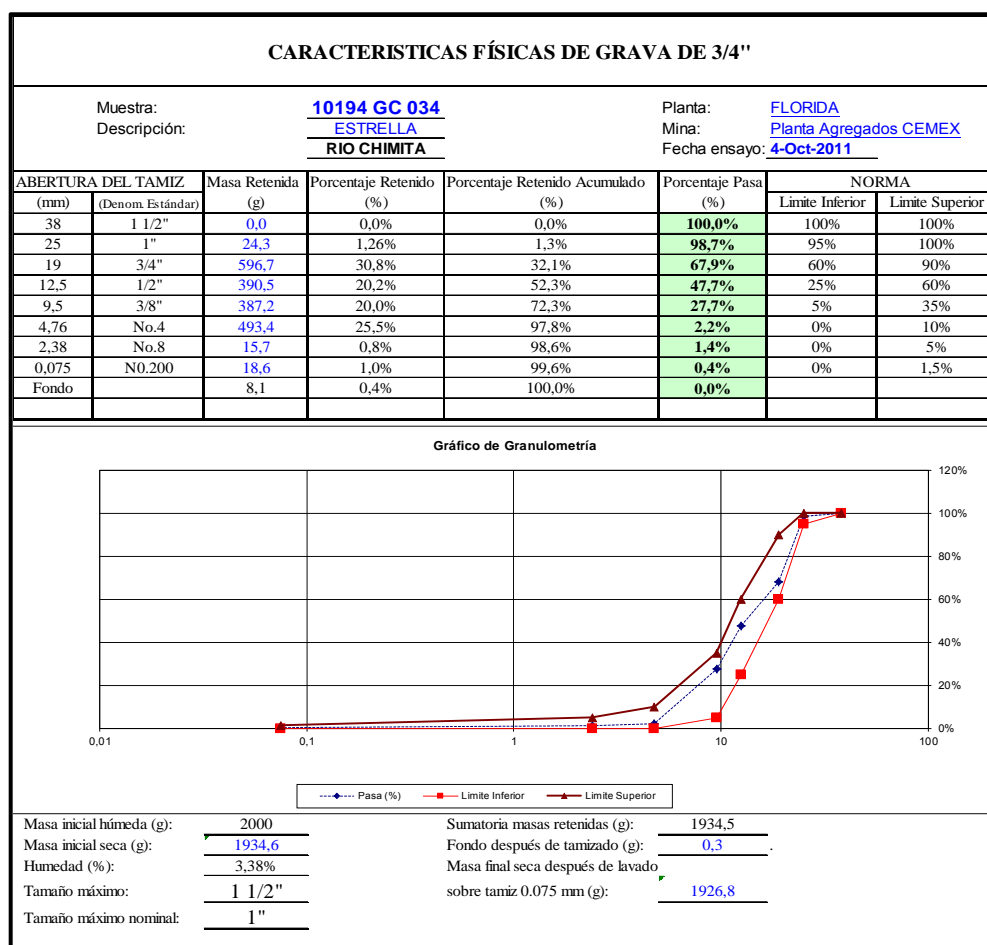 CARACTERISTICAS FÍSICAS DE GRAVA DE 3/4"
Muestra: 10194 GC 034 Planta: FLORIDA
Descripción: ESTRELLA Mina: Planta Agregados CEMEX
RIO CHIMITA Fecha ensayo: 4-Oct-2011
ABERTURA DEL TAMIZ Masa Retenida Porcentaje Retenido Porcentaje Retenido Acumulado Porcentaje Pasa NORMA
(mm) (Denom. Estándar) (g) (%) (%) (%) Limite Inferior Limite Superior
38 1 1/2" 0,0 0,0% 0,0% 100,0% 100% 100%
25 1" 24,3 1,26% 1,3% 98,7% 95% 100%
19 3/4" 596,7 30,8% 32,1% 67,9% 60% 90%
12,5 1/2" 390,5 20,2% 52,3% 47,7% 25% 60%
9,5 3/8" 387,2 20,0% 72,3% 27,7% 5% 35%
4,76 No.4 493,4 25,5% 97,8% 2,2% 0% 10%
2,38 No.8 15,7 0,8% 98,6% 1,4% 0% 5%
0,075 N0.200 18,6 1,0% 99,6% 0,4% 0% 1,5%
Fondo 8,1 0,4% 100,0% 0,0%
Gráfico de Granulometría
120%
100%
80%
60%
40%
20%
0%
0,01 0,1 1 10 100
Pasa (%) Limite Inferior Limite Superior
Masa inicial húmeda (g): 2000 Sumatoria masas retenidas (g): 1934,5
Masa inicial seca (g): 1934,6 Fondo después de tamizado (g): 0,3 .
Humedad (%): 3,38% Masa final seca después de lavado
Tamaño máximo: 1 1/2" sobre tamiz 0.075 mm (g): 1926,8
Tamaño máximo nominal: 1"